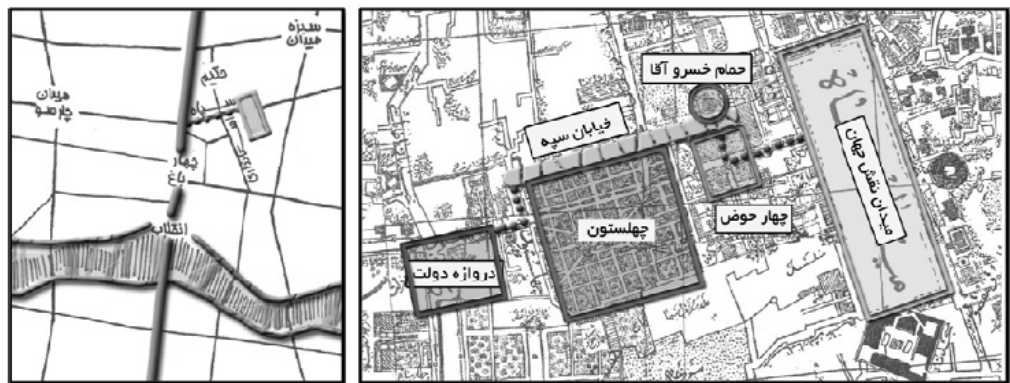 سبزه
میدان
حکیم
میدان
چارسو
سپاه
چهار
باغ
انقلاب
حمام خسرو آقا
خیابان سپه
میدان نقش جهان
چهار حوض
چهلستون
دروازه دولت